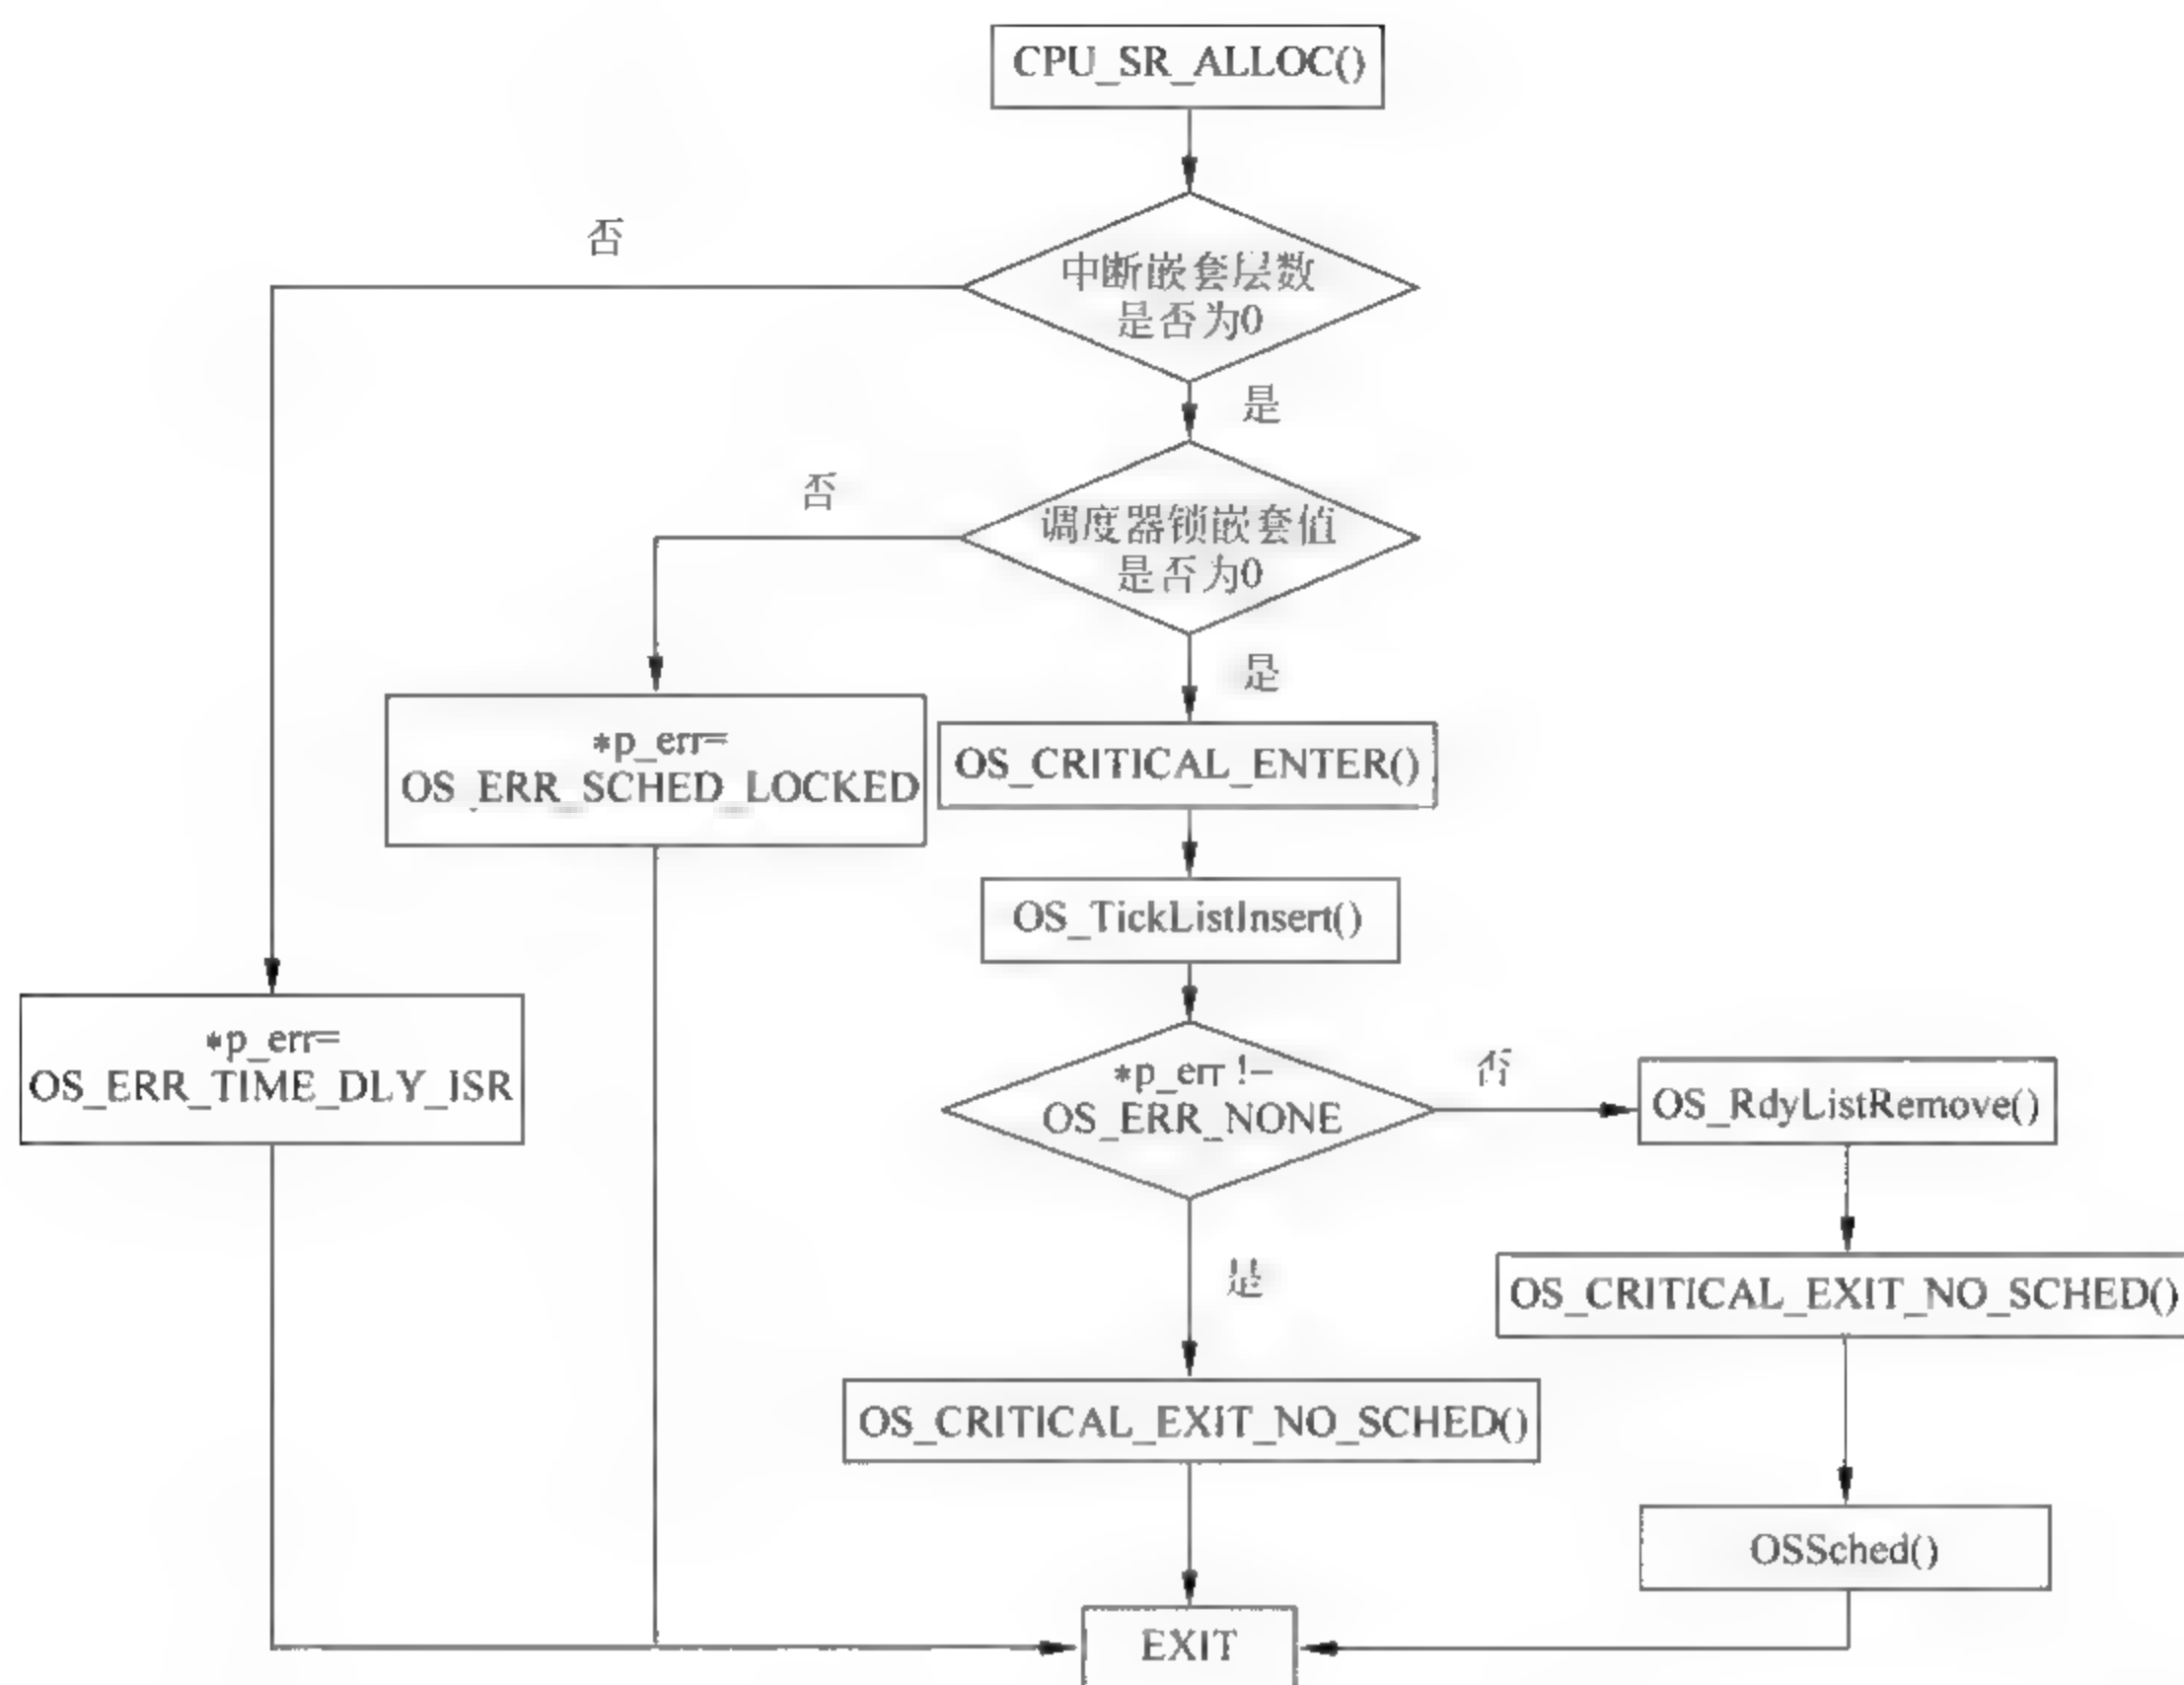 CPU_SR_ALLOC()
否
中断嵌套层数
是否为0
是
否
调度器锁嵌套值
是否为0
是
*p_err=
OS_ERR_SCHED_LOCKED
OS_CRITICAL_ENTER()
OS_TickListInsert()
*p_err=
OS_ERR_TIME_DLY_ISR
*p_err !=
OS_ERR_NONE
否
OS_RdyListRemove()
是
OS_CRITICAL_EXIT_NO_SCHED()
OS_CRITICAL_EXIT_NO_SCHED()
OSSched()
EXIT